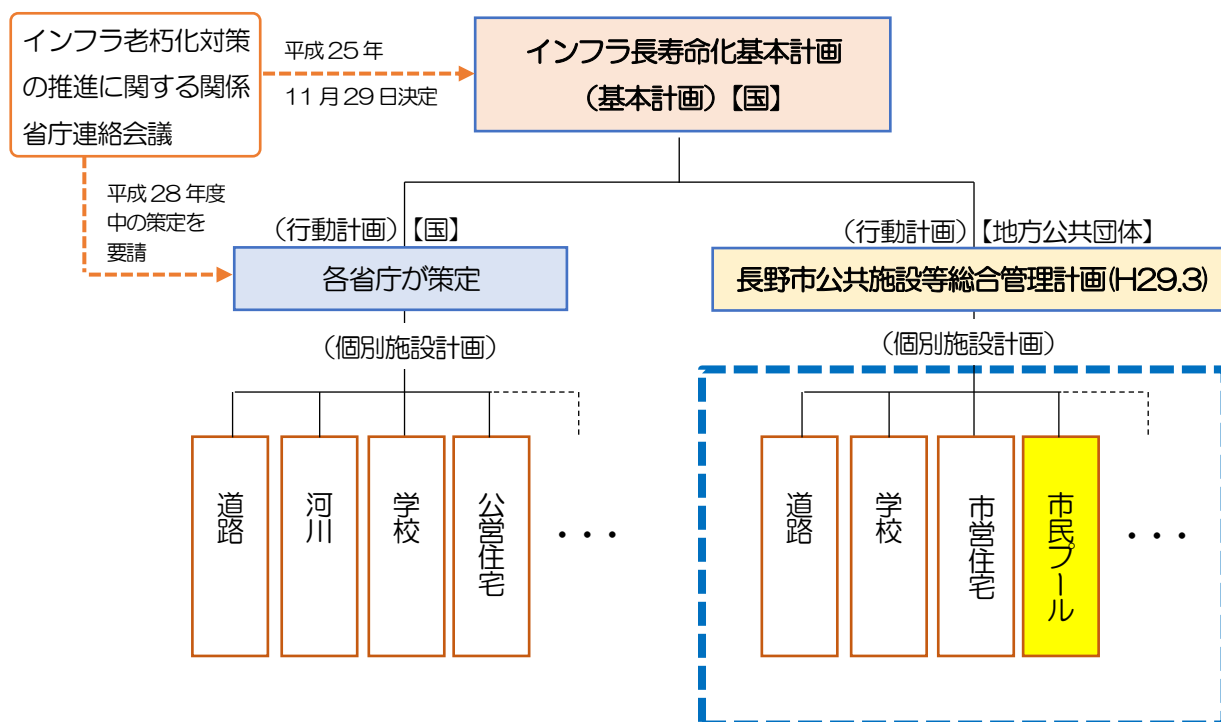 インフラ老朽化対策
の推進に関する関係
省庁連絡会議
平成25年
11月29日決定
インフラ長寿命化基本計画
(基本計画)【国】
平成28年度
中の策定を
要請
(行動計画)【国】
各省庁が策定
(行動計画)【地方公共団体】
長野市公共施設等総合管理計画(H29.3)
(個別施設計画)
(個別施設計画)
道路
河川
学校
公営住宅
・・・
道路
学校
市営住宅
市民プール
・・・